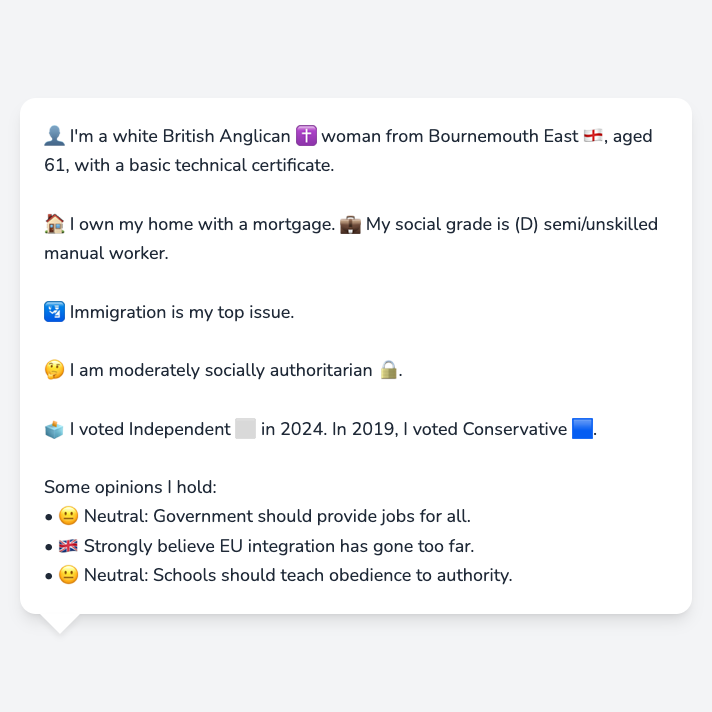 👤 I'm a white British Anglican ✝️ woman from Bournemouth East 🏴󠁧󠁢󠁥󠁮󠁧󠁿, aged
61, with a basic technical certificate.
🏠 I own my home with a mortgage. 💼 My social grade is (D) semi/unskilled
manual worker.
🛂 Immigration is my top issue.
🤔 I am moderately socially authoritarian 🔒.
🗳️ I voted Independent ⬜ in 2024. In 2019, I voted Conservative 🟦.
Some opinions I hold:
• 😐 Neutral: Government should provide jobs for all.
• 🇬🇧 Strongly believe EU integration has gone too far.
• 😐 Neutral: Schools should teach obedience to authority.